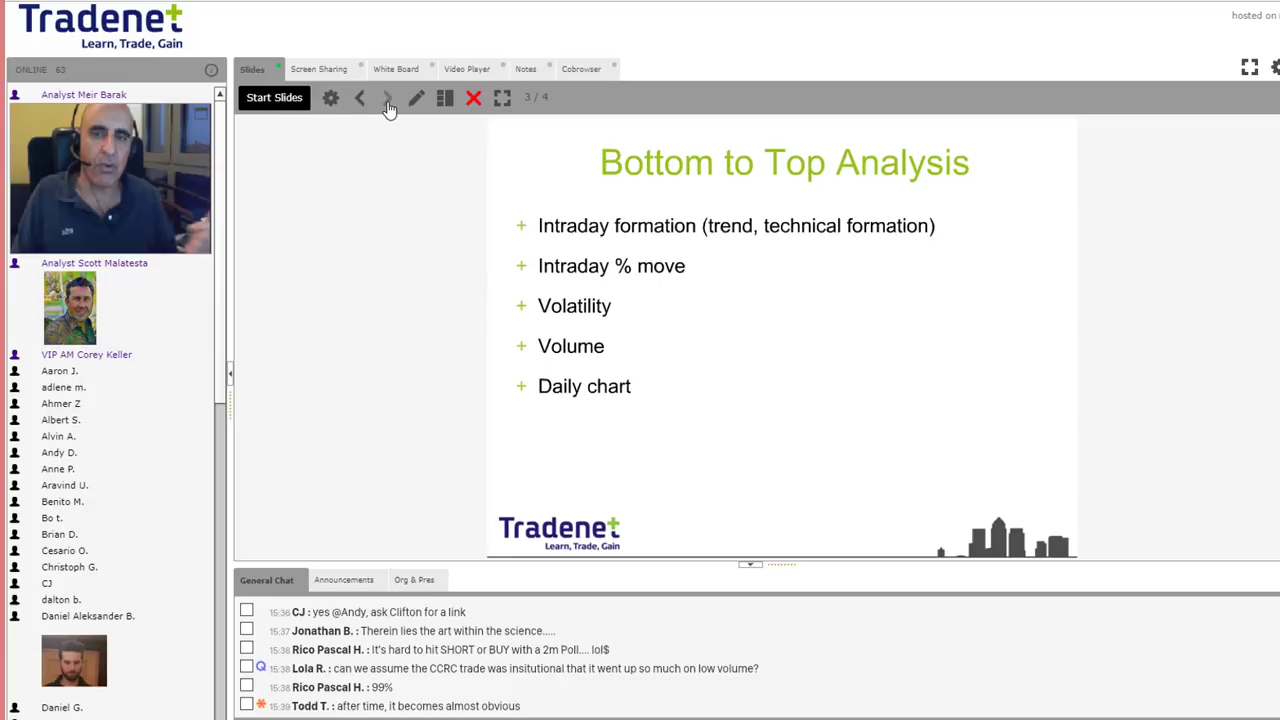 Tradenet
Learn, Trade, Gain
hosted on
ONLINE 63
Slides
Screen Sharing
White Board
Video Player
Notes
Cobrowser
Start Slides
3 / 4
Analyst Meir Barak
Analyst Scott Malatesta
VIP AM Corey Keller
Aaron J.
adlene m.
Ahmer Z
Albert S.
Alvin A.
Andy D.
Anne P.
Aravind U.
Benito M.
Bo t.
Brian D.
Cesario O.
Christoph G.
CJ
dalton b.
Daniel Aleksander B.
Daniel G.
Bottom to Top Analysis
+ Intraday formation (trend, technical formation)
+ Intraday % move
+ Volatility
+ Volume
+ Daily chart
Tradenet
Learn, Trade, Gain
General Chat
Announcements
Org & Pres
15:36 CJ : yes @Andy, ask Clifton for a link
15:37 Jonathan B. : Therein lies the art within the science.....
15:38 Rico Pascal H. : It's hard to hit SHORT or BUY with a 2m Poll.... lol$
Q 15:38 Lola R. : can we assume the CCRC trade was insitutional that it went up so much on low volume?
15:38 Rico Pascal H. : 99%
15:39 Todd T. : after time, it becomes almost obvious